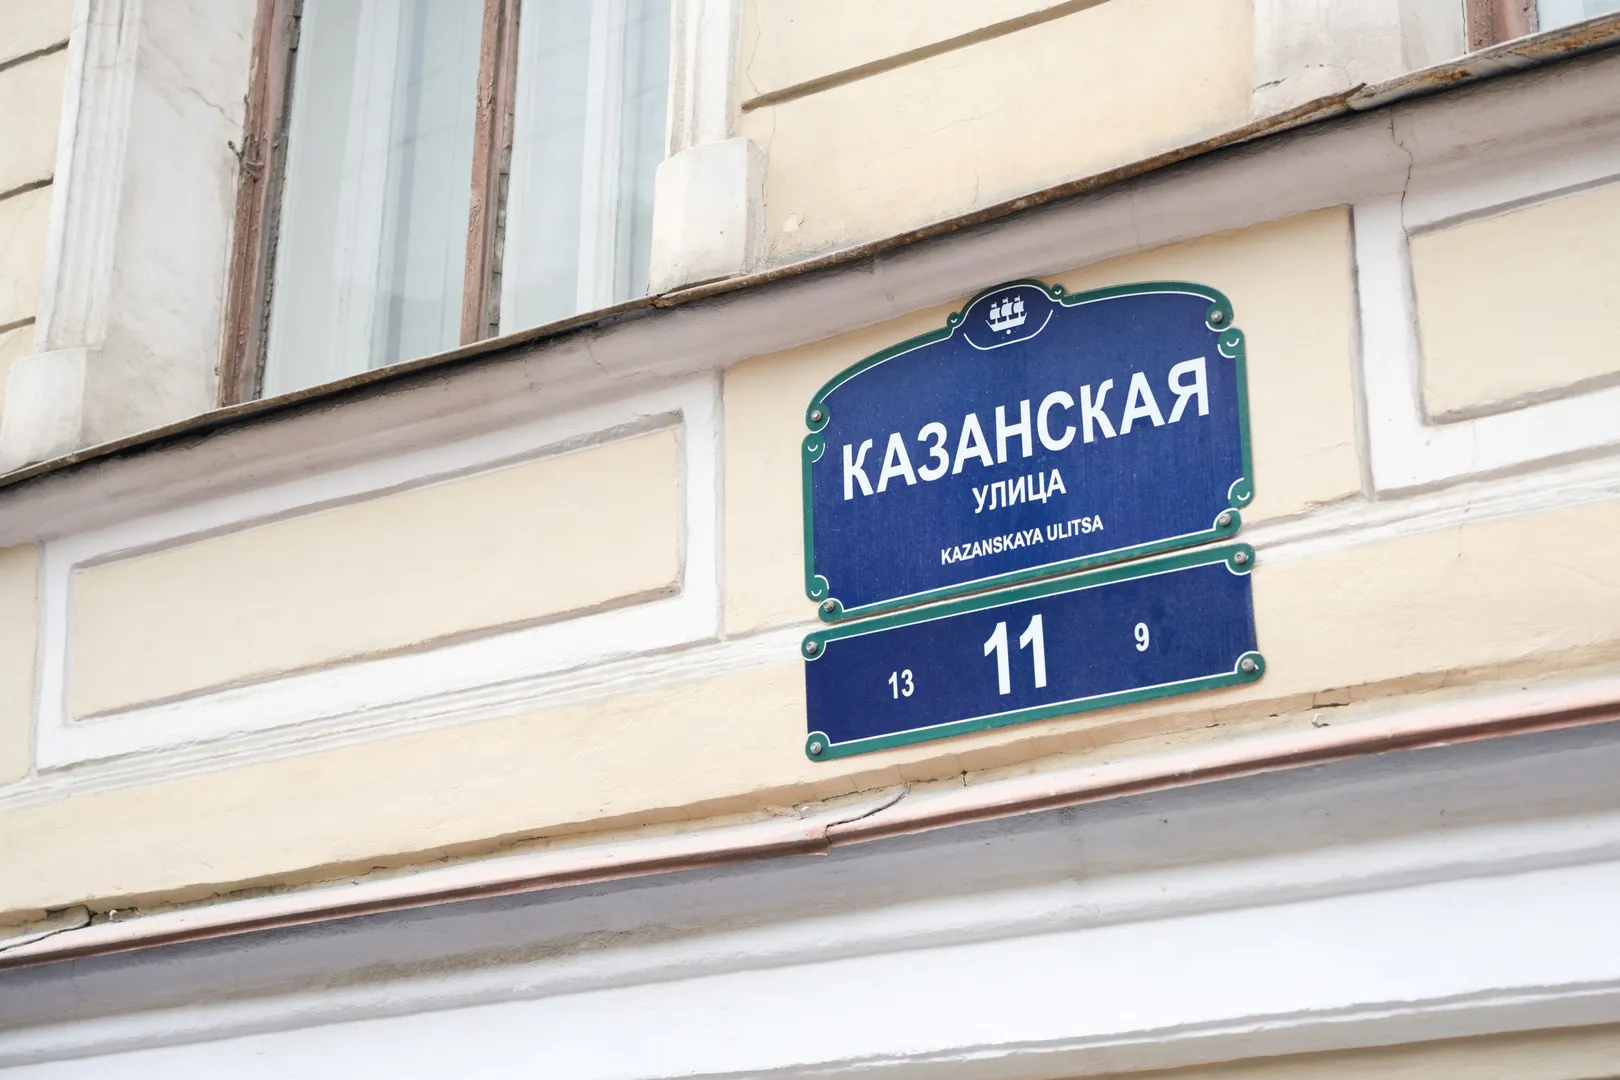 КАЗАНСКАЯ
УЛИЦА
KAZANSKAYA ULITSA
13 11 9